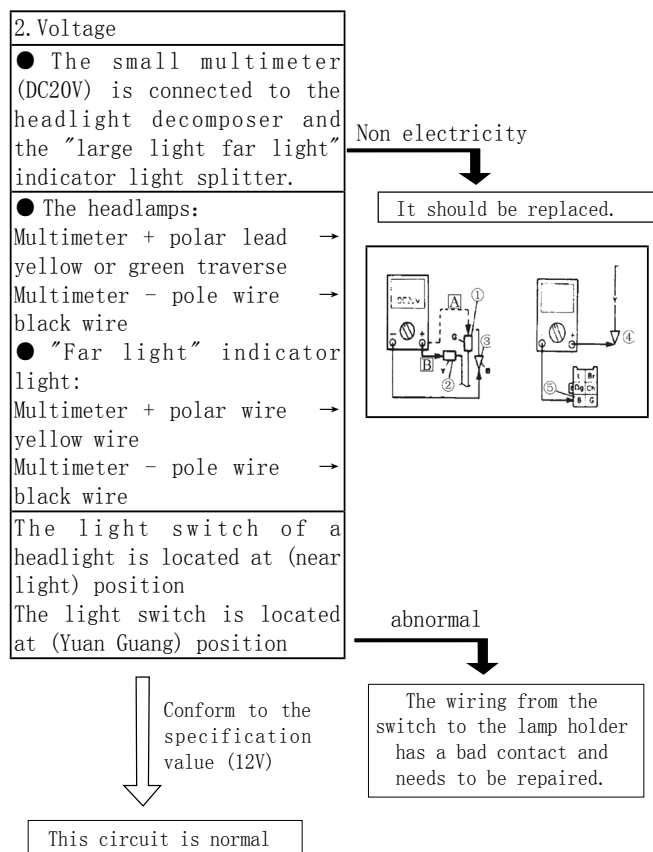 2.Voltage
● The small multimeter
(DC20V) is connected to the
headlight decomposer and
the "large light far light"
indicator light splitter.
Non electricity
It should be replaced.
● The headlamps:
Multimeter + polar lead →
yellow or green traverse
Multimeter - pole wire →
black wire
● "Far light" indicator
light:
Multimeter + polar wire →
yellow wire
Multimeter - pole wire →
black wire
A
①
G
③
B
②
Y
B
④
⑤
L Br
Dg Ch
B G
The light switch of a
headlight is located at (near
light) position
The light switch is located
at (Yuan Guang) position
abnormal
The wiring from the
switch to the lamp holder
has a bad contact and
needs to be repaired.
Conform to the
specification
value (12V)
This circuit is normal